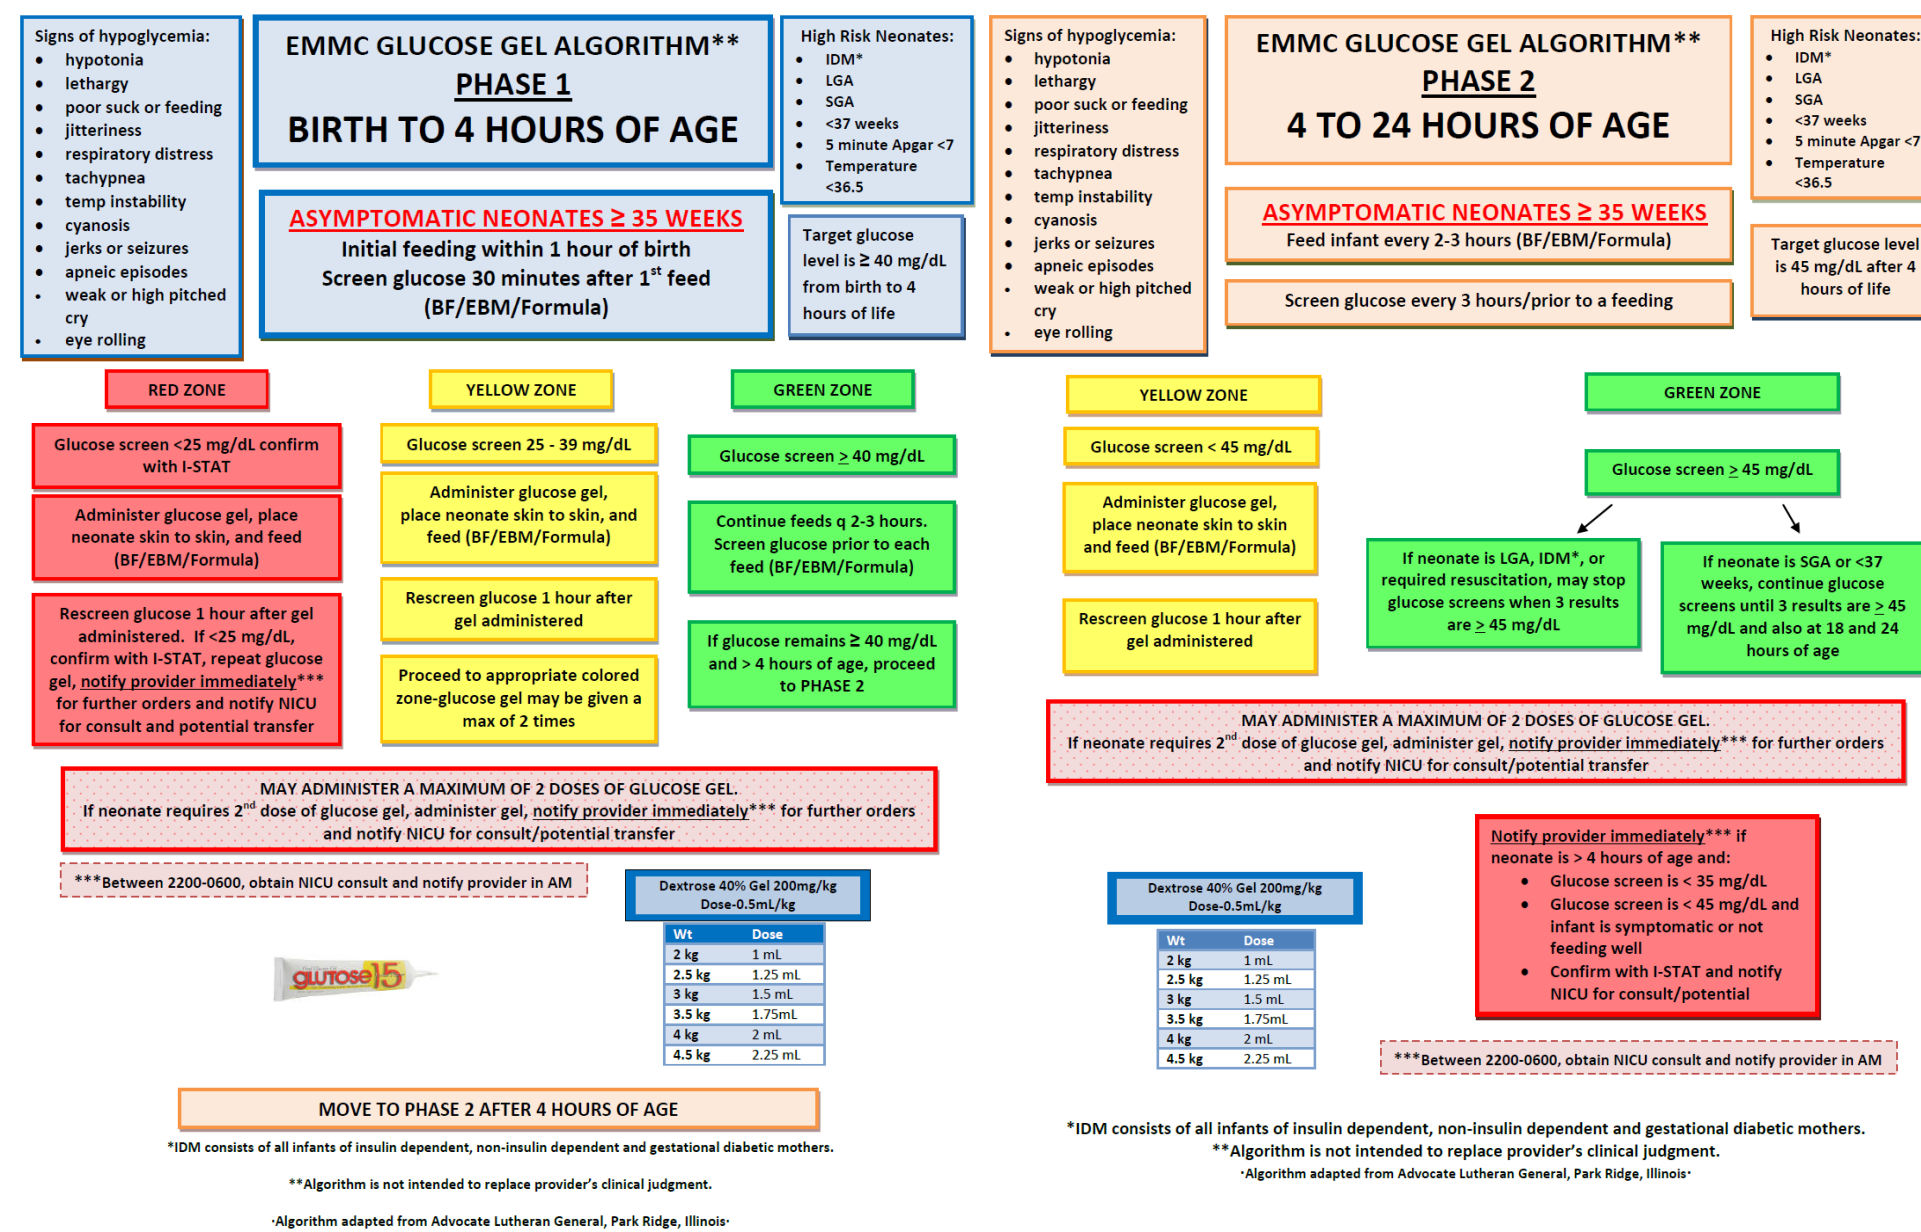 Signs of hypoglycemia:
• hypotonia
• lethargy
• poor suck or feeding
• jitteriness
• respiratory distress
• tachypnea
• temp instability
• cyanosis
• jerks or seizures
• apneic episodes
• weak or high pitched
cry
• eye rolling
EMMC GLUCOSE GEL ALGORITHM**
PHASE 1
BIRTH TO 4 HOURS OF AGE
High Risk Neonates:
• IDM*
• LGA
• SGA
• <37 weeks
• 5 minute Apgar <7
• Temperature
<36.5
ASYMPTOMATIC NEONATES ≥ 35 WEEKS
Initial feeding within 1 hour of birth
Screen glucose 30 minutes after 1st feed
(BF/EBM/Formula)
Target glucose
level is ≥ 40 mg/dL
from birth to 4
hours of life
RED ZONE
Glucose screen <25 mg/dL confirm
with I-STAT
Administer glucose gel, place
neonate skin to skin, and feed
(BF/EBM/Formula)
Rescreen glucose 1 hour after gel
administered. If <25 mg/dL,
confirm with I-STAT, repeat glucose
gel, notify provider immediately***
for further orders and notify NICU
for consult and potential transfer
YELLOW ZONE
Glucose screen 25 - 39 mg/dL
Administer glucose gel,
place neonate skin to skin, and
feed (BF/EBM/Formula)
Rescreen glucose 1 hour after
gel administered
Proceed to appropriate colored
zone-glucose gel may be given a
max of 2 times
GREEN ZONE
Glucose screen ≥ 40 mg/dL
Continue feeds q 2-3 hours.
Screen glucose prior to each
feed (BF/EBM/Formula)
If glucose remains ≥ 40 mg/dL
and > 4 hours of age, proceed
to PHASE 2
MAY ADMINISTER A MAXIMUM OF 2 DOSES OF GLUCOSE GEL.
If neonate requires 2nd dose of glucose gel, administer gel, notify provider immediately*** for further orders
and notify NICU for consult/potential transfer
***Between 2200-0600, obtain NICU consult and notify provider in AM
GLUTOSE 15
Dextrose 40% Gel 200mg/kg
Dose-0.5mL/kg
Wt Dose
2 kg 1 mL
2.5 kg 1.25 mL
3 kg 1.5 mL
3.5 kg 1.75mL
4 kg 2 mL
4.5 kg 2.25 mL
MOVE TO PHASE 2 AFTER 4 HOURS OF AGE
*IDM consists of all infants of insulin dependent, non-insulin dependent and gestational diabetic mothers.
**Algorithm is not intended to replace provider's clinical judgment.
·Algorithm adapted from Advocate Lutheran General, Park Ridge, Illinois·
Signs of hypoglycemia:
• hypotonia
• lethargy
• poor suck or feeding
• jitteriness
• respiratory distress
• tachypnea
• temp instability
• cyanosis
• jerks or seizures
• apneic episodes
• weak or high pitched
cry
• eye rolling
EMMC GLUCOSE GEL ALGORITHM**
PHASE 2
4 TO 24 HOURS OF AGE
High Risk Neonates:
• IDM*
• LGA
• SGA
• <37 weeks
• 5 minute Apgar <7
• Temperature
<36.5
ASYMPTOMATIC NEONATES ≥ 35 WEEKS
Feed infant every 2-3 hours (BF/EBM/Formula)
Screen glucose every 3 hours/prior to a feeding
Target glucose level
is 45 mg/dL after 4
hours of life
YELLOW ZONE
Glucose screen < 45 mg/dL
Administer glucose gel,
place neonate skin to skin
and feed (BF/EBM/Formula)
Rescreen glucose 1 hour after
gel administered
GREEN ZONE
Glucose screen ≥ 45 mg/dL
If neonate is LGA, IDM*, or
required resuscitation, may stop
glucose screens when 3 results
are ≥ 45 mg/dL
If neonate is SGA or <37
weeks, continue glucose
screens until 3 results are ≥ 45
mg/dL and also at 18 and 24
hours of age
MAY ADMINISTER A MAXIMUM OF 2 DOSES OF GLUCOSE GEL.
If neonate requires 2nd dose of glucose gel, administer gel, notify provider immediately*** for further orders
and notify NICU for consult/potential transfer
Dextrose 40% Gel 200mg/kg
Dose-0.5mL/kg
Wt Dose
2 kg 1 mL
2.5 kg 1.25 mL
3 kg 1.5 mL
3.5 kg 1.75mL
4 kg 2 mL
4.5 kg 2.25 mL
Notify provider immediately*** if
neonate is > 4 hours of age and:
• Glucose screen is < 35 mg/dL
• Glucose screen is < 45 mg/dL and
infant is symptomatic or not
feeding well
• Confirm with I-STAT and notify
NICU for consult/potential
***Between 2200-0600, obtain NICU consult and notify provider in AM
*IDM consists of all infants of insulin dependent, non-insulin dependent and gestational diabetic mothers.
**Algorithm is not intended to replace provider's clinical judgment.
·Algorithm adapted from Advocate Lutheran General, Park Ridge, Illinois·